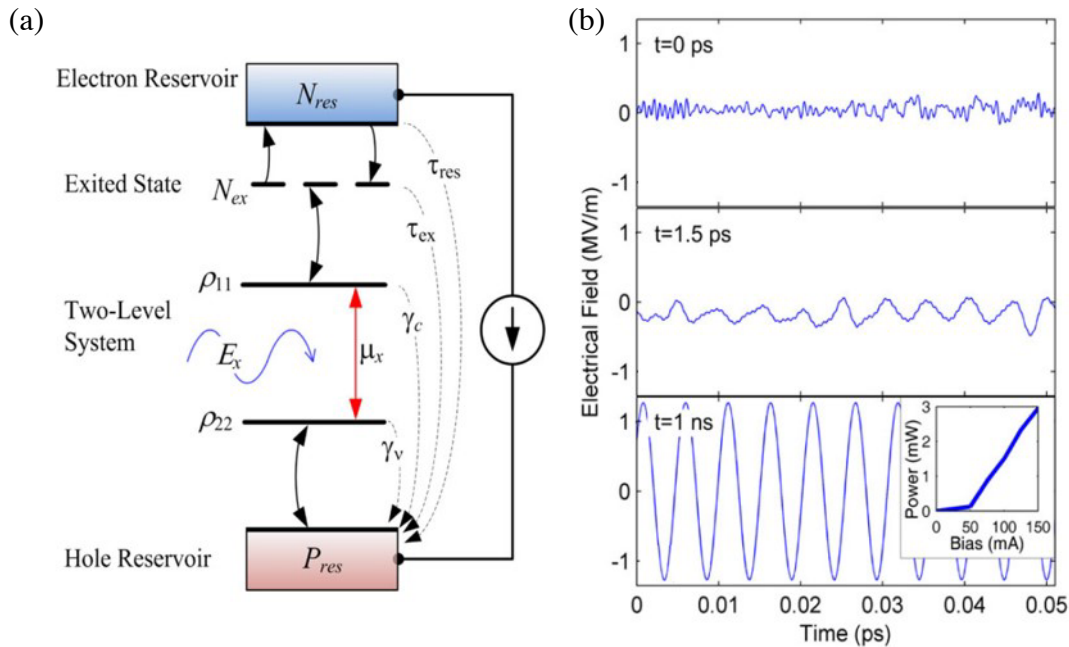 (a)
Electron Reservoir
N_res
Exited State
N_ex
τ_res
τ_ex
ρ_11
Two-Level
System
E_x
μ_x
γ_c
ρ_22
γ_v
Hole Reservoir
P_res
(b)
Electrical Field (MV/m)
t=0 ps
1
0
-1
t=1.5 ps
1
0
-1
t=1 ns
1
0
-1
Power (mW)
3
2
1
0
0 50 100 150
Bias (mA)
0 0.01 0.02 0.03 0.04 0.05
Time (ps)